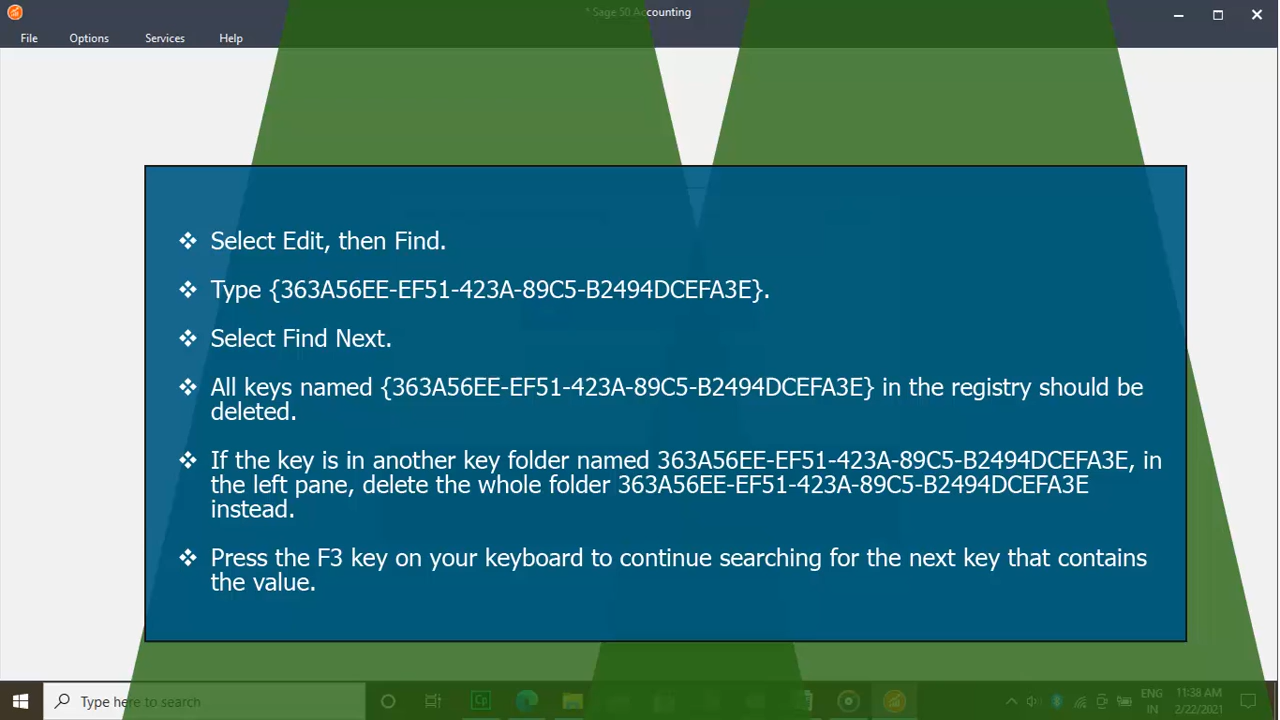 * Sage 50 Accounting
File Options Services Help
❖ Select Edit, then Find.
❖ Type {363A56EE-EF51-423A-89C5-B2494DCEFA3E}.
❖ Select Find Next.
❖ All keys named {363A56EE-EF51-423A-89C5-B2494DCEFA3E} in the registry should be
deleted.
❖ If the key is in another key folder named 363A56EE-EF51-423A-89C5-B2494DCEFA3E, in
the left pane, delete the whole folder 363A56EE-EF51-423A-89C5-B2494DCEFA3E
instead.
❖ Press the F3 key on your keyboard to continue searching for the next key that contains
the value.
Type here to search
Cp
ENG
IN
11:38 AM
2/22/2021